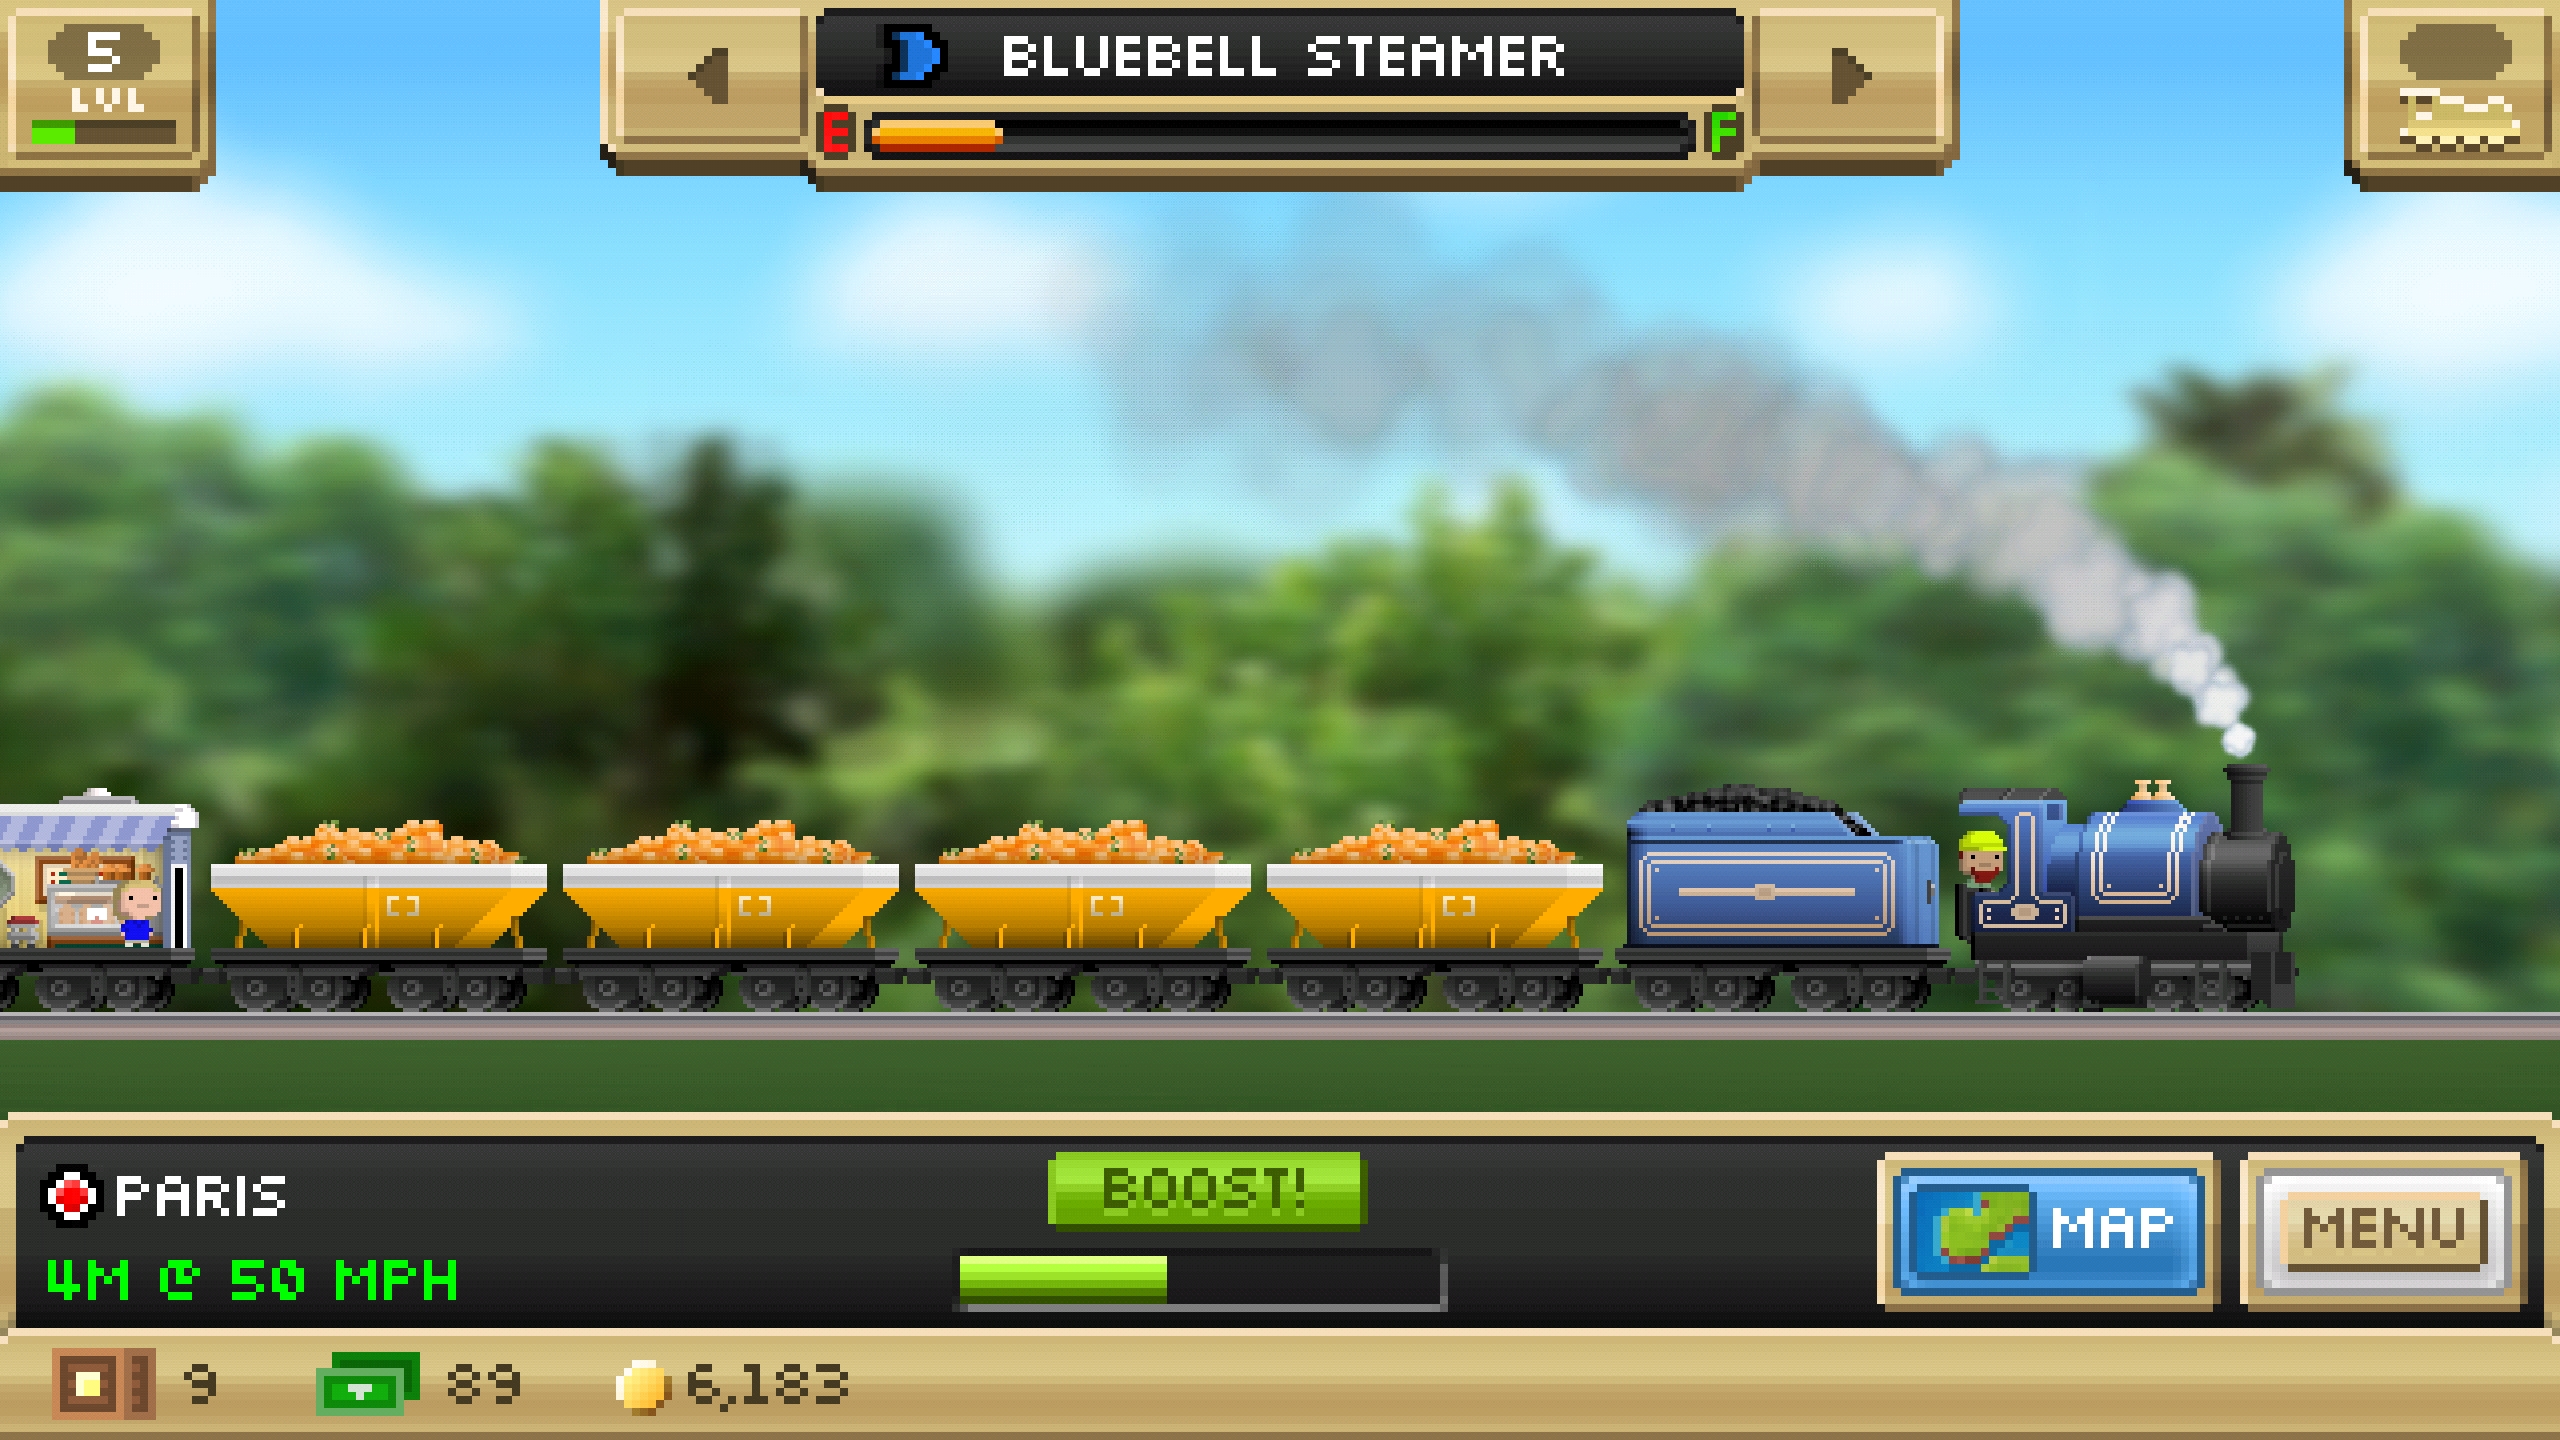 5
LVL
BLUEBELL STEAMER
E
F
PARIS
4M @ 50 MPH
BOOST!
MAP
MENU
9
89
6,183